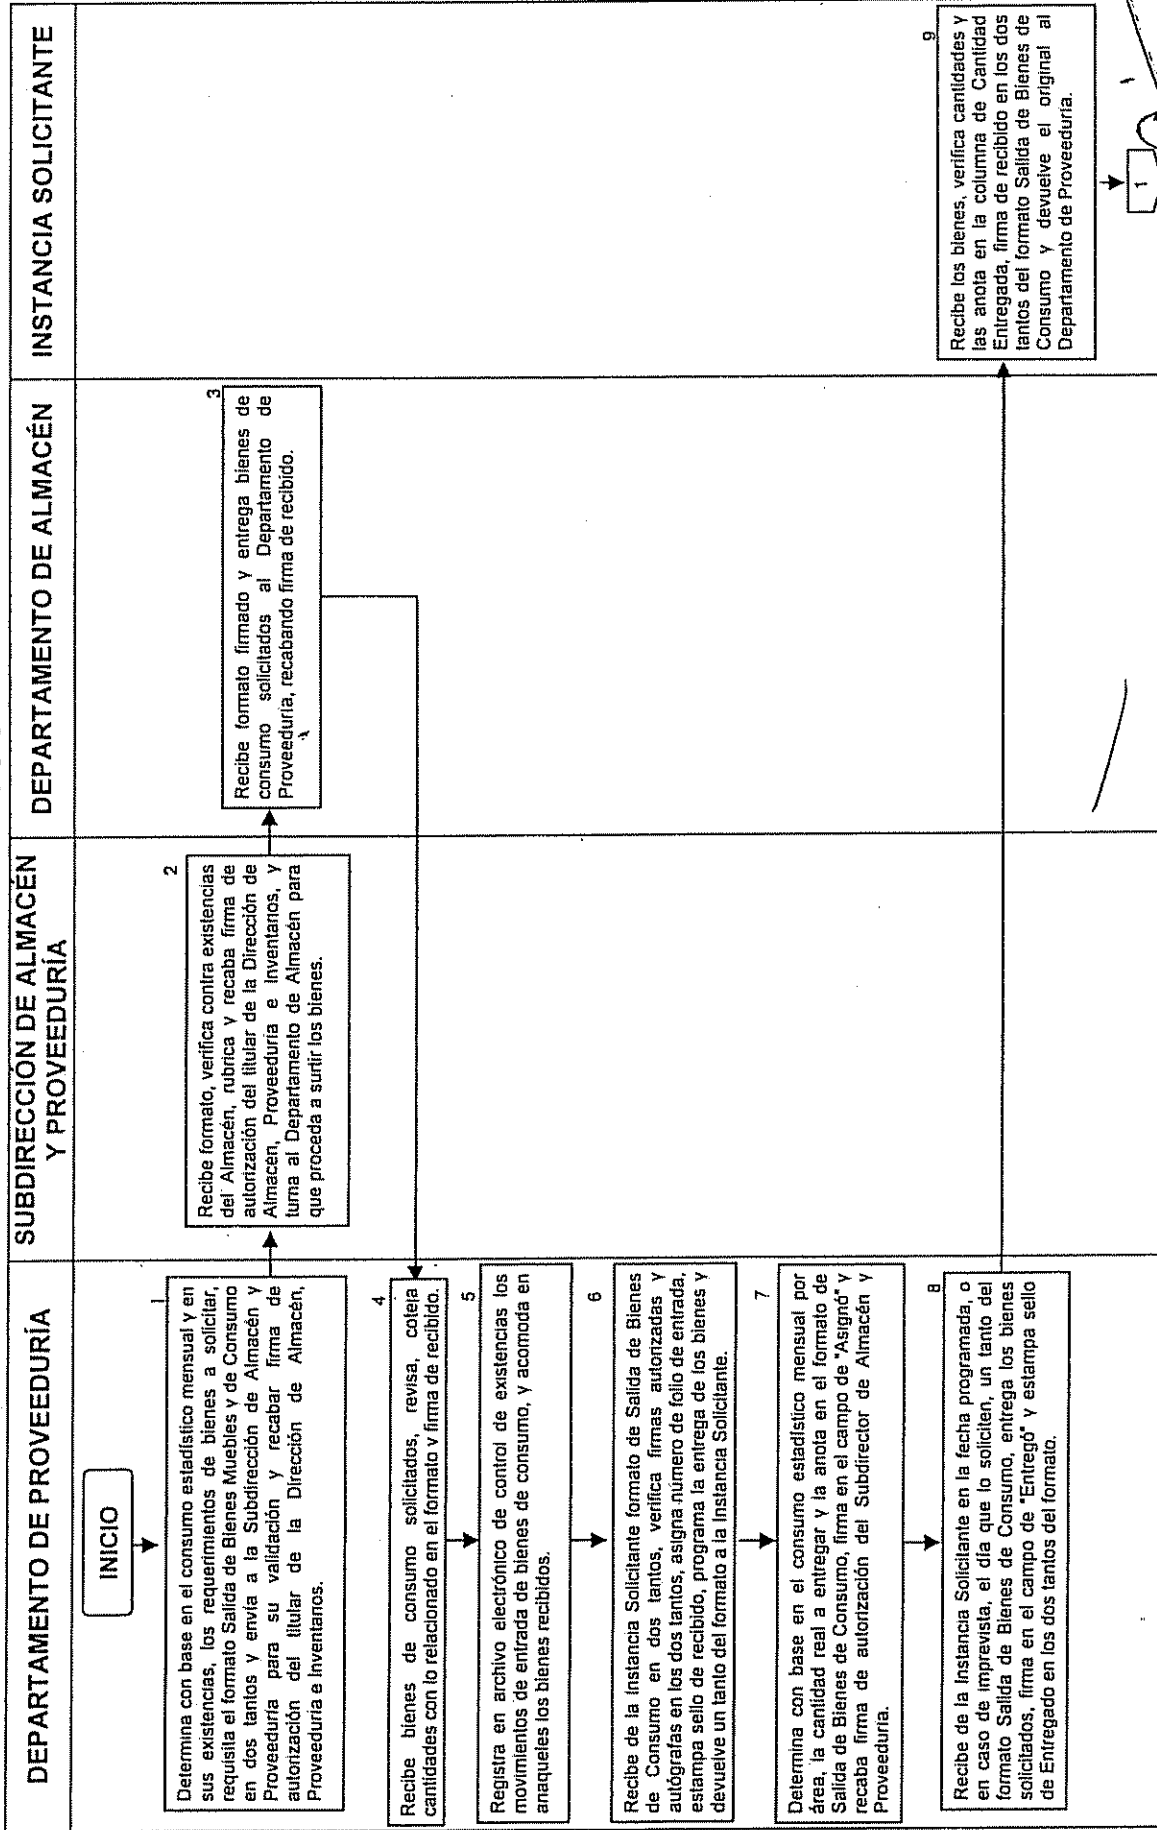 DEPARTAMENTO DE PROVEEDURÍA
SUBDIRECCIÓN DE ALMACÉN
Y PROVEEDURÍA
DEPARTAMENTO DE ALMACÉN
INSTANCIA SOLICITANTE
INICIO
1
Determina con base en el consumo estadístico mensual y en
sus existencias, los requerimientos de bienes a solicitar,
requisita el formato Salida de Bienes Muebles y de Consumo
en dos tantos y envía a la Subdirección de Almacén y
Proveeduría para su validación y recabar firma de
autorización del titular de la Dirección de Almacén,
Proveeduría e Inventarios.
2
Recibe formato, verifica contra existencias
del Almacén, rubrica y recaba firma de
autorización del titular de la Dirección de
Almacén, Proveeduría e Inventarios, y
turna al Departamento de Almacén para
que proceda a surtir los bienes.
3
Recibe formato firmado y entrega bienes de
consumo solicitados al Departamento de
Proveeduría, recabando firma de recibido.
4
Recibe bienes de consumo solicitados, revisa, coteja
cantidades con lo relacionado en el formato y firma de recibido.
5
Registra en archivo electrónico de control de existencias los
movimientos de entrada de bienes de consumo, y acomoda en
anaqueles los bienes recibidos.
6
Recibe de la Instancia Solicitante formato de Salida de Bienes
de Consumo en dos tantos, verifica firmas autorizadas y
autógrafas en los dos tantos, asigna número de folio de entrada,
estampa sello de recibido, programa la entrega de los bienes y
devuelve un tanto del formato a la Instancia Solicitante.
7
Determina con base en el consumo estadístico mensual por
área, la cantidad real a entregar y la anota en el formato de
Salida de Bienes de Consumo, firma en el campo de "Asignó" y
recaba firma de autorización del Subdirector de Almacén y
Proveeduría.
8
Recibe de la Instancia Solicitante en la fecha programada, o
en caso de imprevista, el día que lo soliciten, un tanto del
formato Salida de Bienes de Consumo, entrega los bienes
solicitados, firma en el campo de "Entregó" y estampa sello
de Entregado en los dos tantos del formato.
9
Recibe los bienes, verifica cantidades y
las anota en la columna de Cantidad
Entregada, firma de recibido en los dos
tantos del formato Salida de Bienes de
Consumo y devuelve el original al
Departamento de Proveeduría.
1